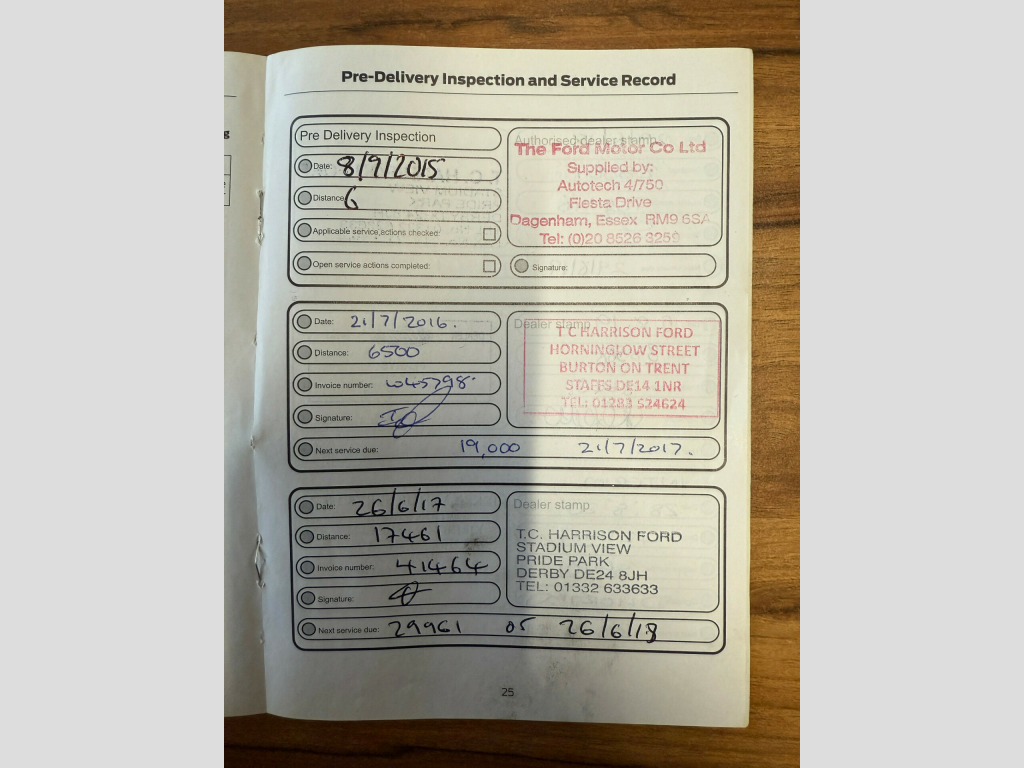 g
Pre-Delivery Inspection and Service Record
Pre Delivery Inspection
Authorised dealer stamp
Date: 8/9/2015
Distance: 6
Applicable service actions checked:
Open service actions completed:
The Ford Motor Co Ltd
Supplied by:
Autotech 4/750
Fiesta Drive
Dagenham, Essex RM9 6SA
Tel: (0)20 8526 3259
Signature:
Date: 21/7/2016.
Distance: 6500
Invoice number: W45798
Signature:
Dealer stamp
T C HARRISON FORD
HORNINGLOW STREET
BURTON ON TRENT
STAFFS DE14 1NR
TEL: 01283 524624
Next service due: 19,000 21/7/2017.
Date: 26/6/17
Distance: 17461
Invoice number: 41464
Signature:
Dealer stamp
T.C. HARRISON FORD
STADIUM VIEW
PRIDE PARK
DERBY DE24 8JH
TEL: 01332 633633
Next service due: 29961 or 26/6/18
25